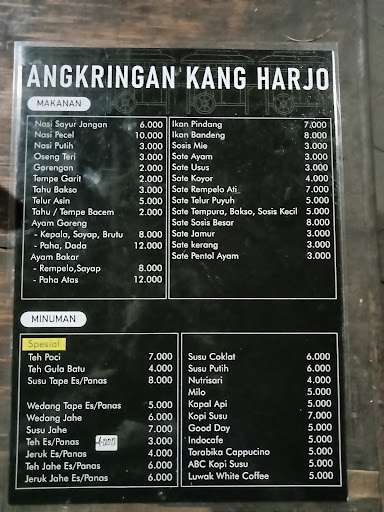 ANGKRINGAN KANG HARJO
MAKANAN
Nasi Sayur Jangan 6.000
Nasi Pecel 10.000
Nasi Putih 3.000
Oseng Teri 3.000
Gorengan 2.000
Tempe Garit 2.000
Tahu Bakso 3.000
Telur Asin 5.000
Tahu / Tempe Bacem 2.000
Ayam Goreng
- Kepala, Sayap, Brutu 8.000
- Paha, Dada 12.000
Ayam Bakar
- Rempelo,Sayap 8.000
- Paha Atas 12.000
Ikan Pindang 7.000
Ikan Bandeng 8.000
Sosis Mie 3.000
Sate Ayam 3.000
Sate Usus 3.000
Sate Koyor 4.000
Sate Rempelo Ati 7.000
Sate Telur Puyuh 5.000
Sate Tempura, Bakso, Sosis Kecil 5.000
Sate Sosis Besar 8.000
Sate Jamur 3.000
Sate kerang 3.000
Sate Pentol Ayam 3.000
MINUMAN
Spesial
Teh Poci 7.000
Teh Gula Batu 4.000
Susu Tape Es/Panas 8.000
Wedang Tape Es/Panas 5.000
Wedang Jahe 6.000
Susu Jahe 7.000
Teh Es/Panas 4.000 3.000
Jeruk Es/Panas 4.000
Teh Jahe Es/Panas 6.000
Jeruk Jahe Es/Panas 6.000
Susu Coklat 6.000
Susu Putih 6.000
Nutrisari 4.000
Milo 5.000
Kapal Api 5.000
Kopi Susu 7.000
Good Day 5.000
Indocafe 5.000
Torabika Cappucino 5.000
ABC Kopi Susu 5.000
Luwak White Coffee 5.000